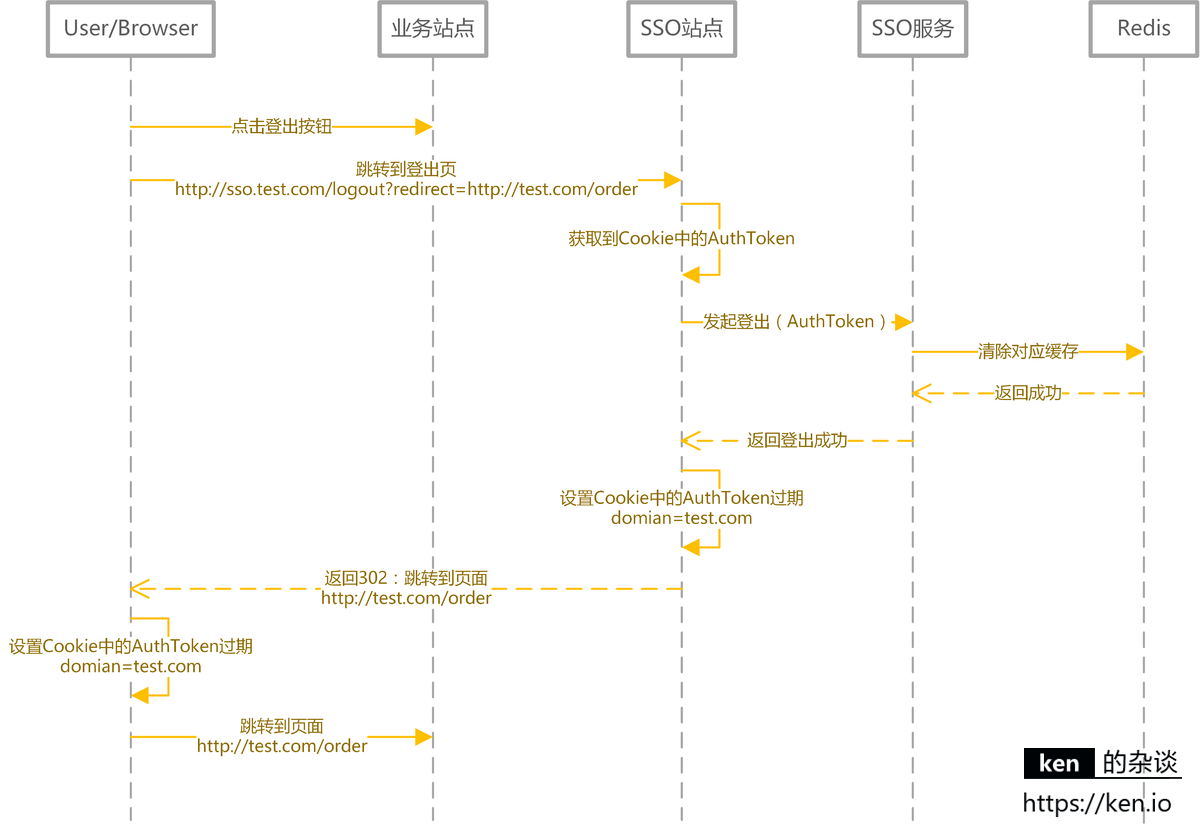 User/Browser
业务站点
SSO站点
SSO服务
Redis
点击登出按钮
跳转到登出页
http://sso.test.com/logout?redirect=http://test.com/order
获取到Cookie中的AuthToken
发起登出（AuthToken）
清除对应缓存
返回成功
返回登出成功
设置Cookie中的AuthToken过期
domian=test.com
返回302：跳转到页面
http://test.com/order
设置Cookie中的AuthToken过期
domian=test.com
跳转到页面
http://test.com/order
ken 的杂谈
https://ken.io